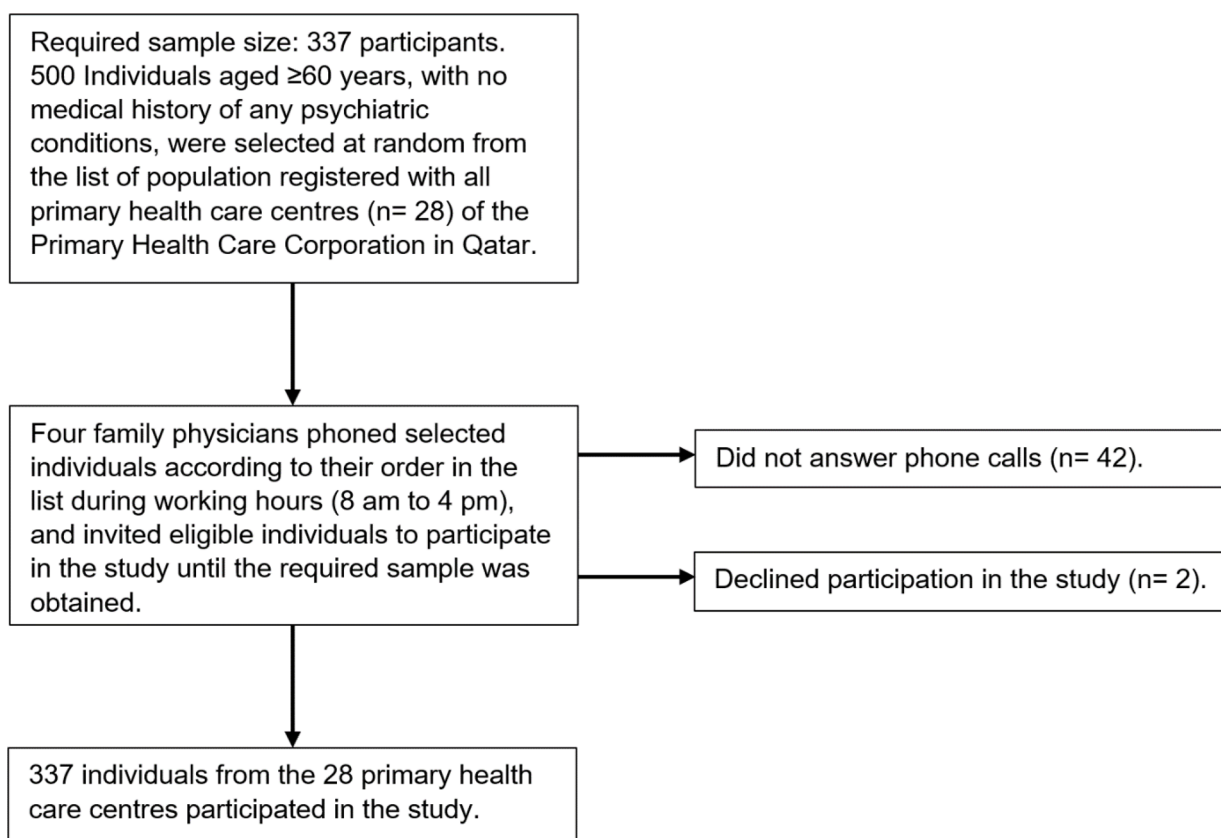 Required sample size: 337 participants.
500 Individuals aged ≥60 years, with no
medical history of any psychiatric
conditions, were selected at random from
the list of population registered with all
primary health care centres (n= 28) of the
Primary Health Care Corporation in Qatar.
Four family physicians phoned selected
individuals according to their order in the
list during working hours (8 am to 4 pm),
and invited eligible individuals to participate
in the study until the required sample was
obtained.
Did not answer phone calls (n= 42).
Declined participation in the study (n= 2).
337 individuals from the 28 primary health
care centres participated in the study.